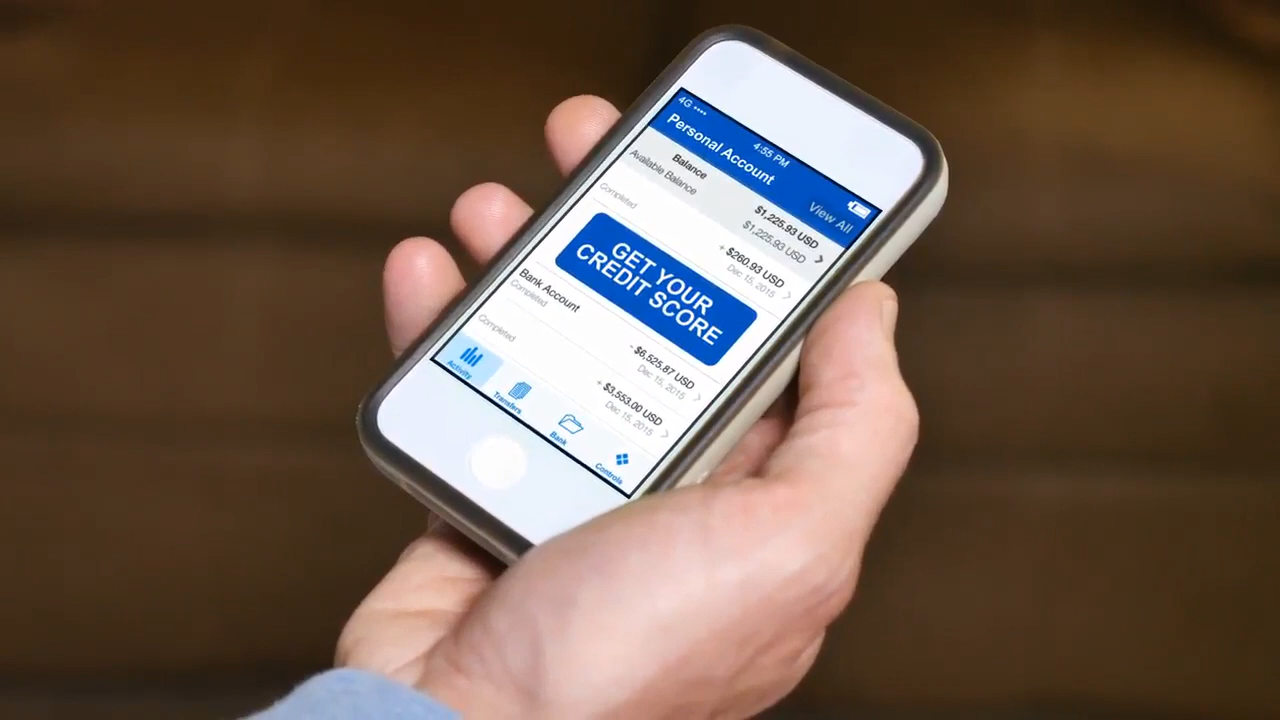 4G
4:55 PM
Personal Account
View All
Balance
$1,225.93 USD
Available Balance
$1,225.93 USD
Completed
+ $260.93 USD
Dec 15, 2015
GET YOUR
CREDIT SCORE
Bank Account
Completed
- $6,525.87 USD
Dec 15, 2015
Completed
+ $3,553.00 USD
Dec 15, 2015
Activity
Transfers
Bank
Controls